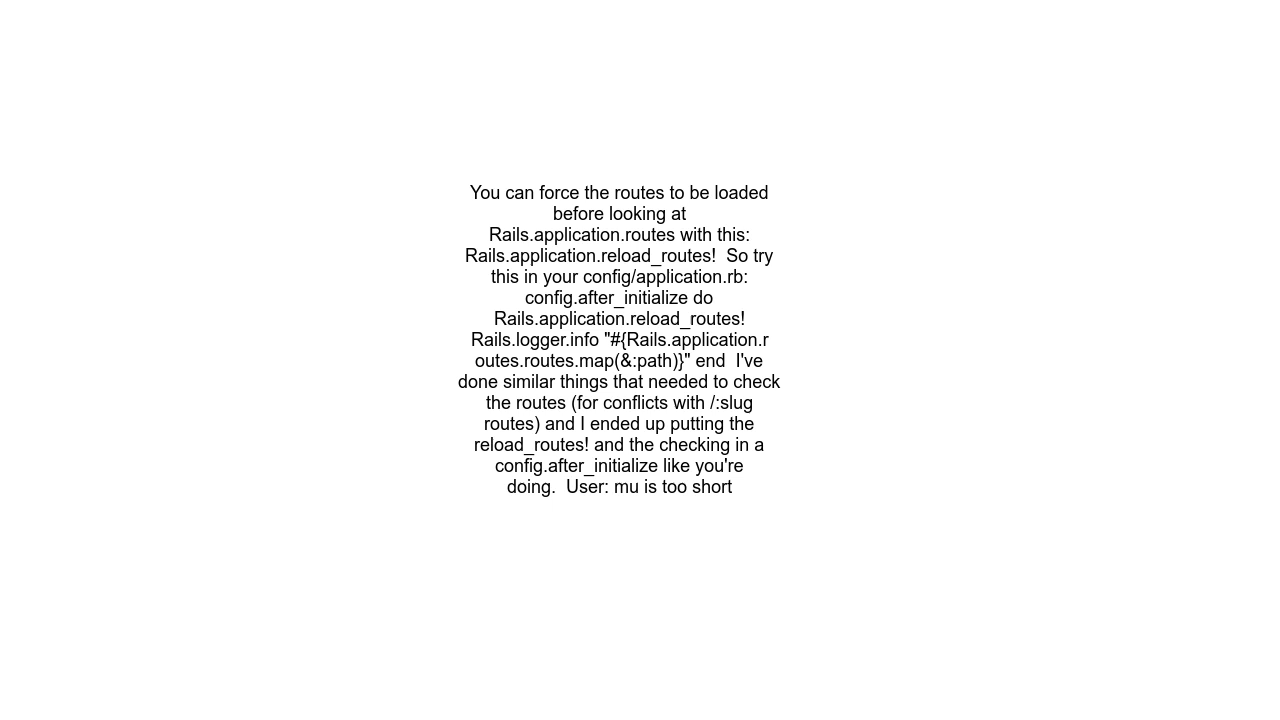 You can force the routes to be loaded
before looking at
Rails.application.routes with this:
Rails.application.reload_routes!  So try
this in your config/application.rb:
config.after_initialize do
Rails.application.reload_routes!
Rails.logger.info "#{Rails.application.r
outes.routes.map(&:path)}" end  I've
done similar things that needed to check
the routes (for conflicts with /:slug
routes) and I ended up putting the
reload_routes! and the checking in a
config.after_initialize like you're
doing.  User: mu is too short